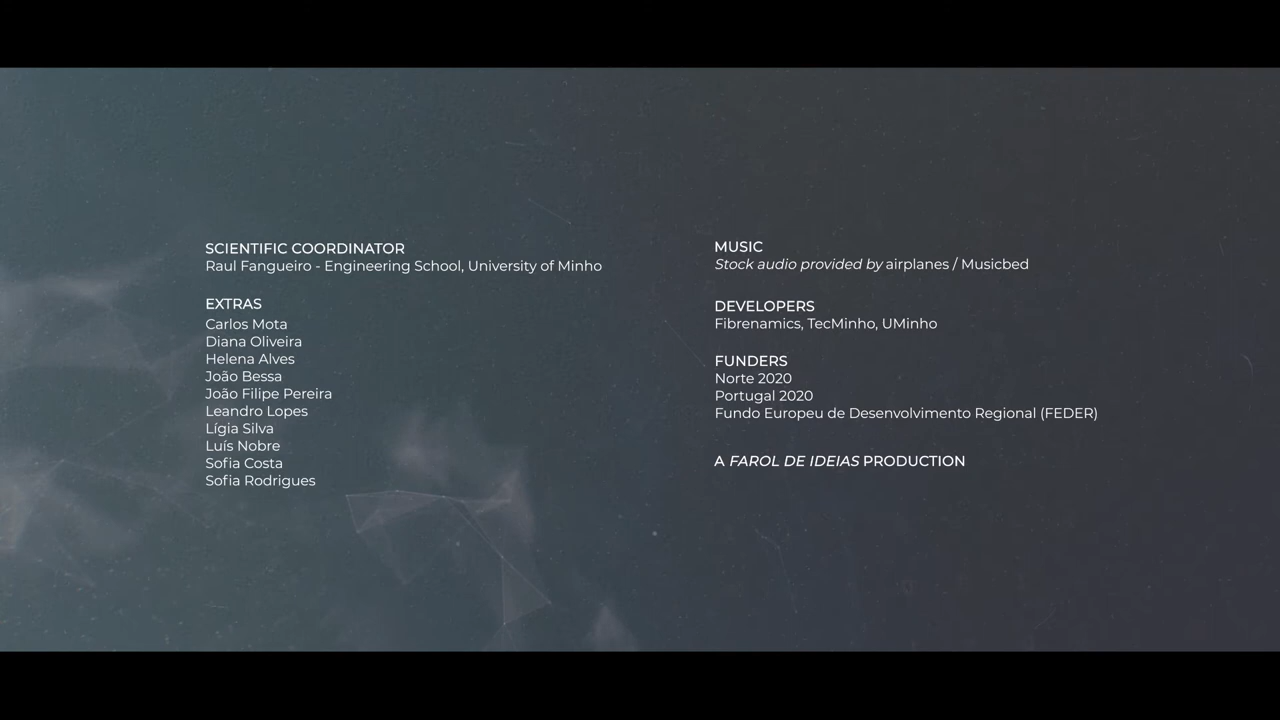 SCIENTIFIC COORDINATOR
Raul Fangueiro - Engineering School, University of Minho
EXTRAS
Carlos Mota
Diana Oliveira
Helena Alves
João Bessa
João Filipe Pereira
Leandro Lopes
Lígia Silva
Luís Nobre
Sofia Costa
Sofia Rodrigues
MUSIC
Stock audio provided by airplanes / Musicbed
DEVELOPERS
Fibrenamics, TecMinho, UMinho
FUNDERS
Norte 2020
Portugal 2020
Fundo Europeu de Desenvolvimento Regional (FEDER)
A FAROL DE IDEIAS PRODUCTION